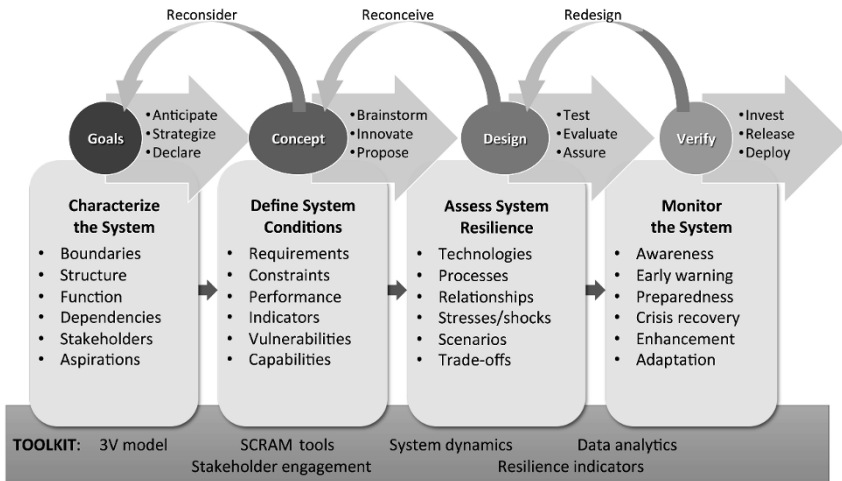 Reconsider
Reconceive
Redesign
Goals
• Anticipate
• Strategize
• Declare
Concept
• Brainstorm
• Innovate
• Propose
Design
• Test
• Evaluate
• Assure
Verify
• Invest
• Release
• Deploy
Characterize
the System
• Boundaries
• Structure
• Function
• Dependencies
• Stakeholders
• Aspirations
Define System
Conditions
• Requirements
• Constraints
• Performance
• Indicators
• Vulnerabilities
• Capabilities
Assess System
Resilience
• Technologies
• Processes
• Relationships
• Stresses/shocks
• Scenarios
• Trade-offs
Monitor
the System
• Awareness
• Early warning
• Preparedness
• Crisis recovery
• Enhancement
• Adaptation
TOOLKIT: 3V model SCRAM tools System dynamics Data analytics
Stakeholder engagement Resilience indicators